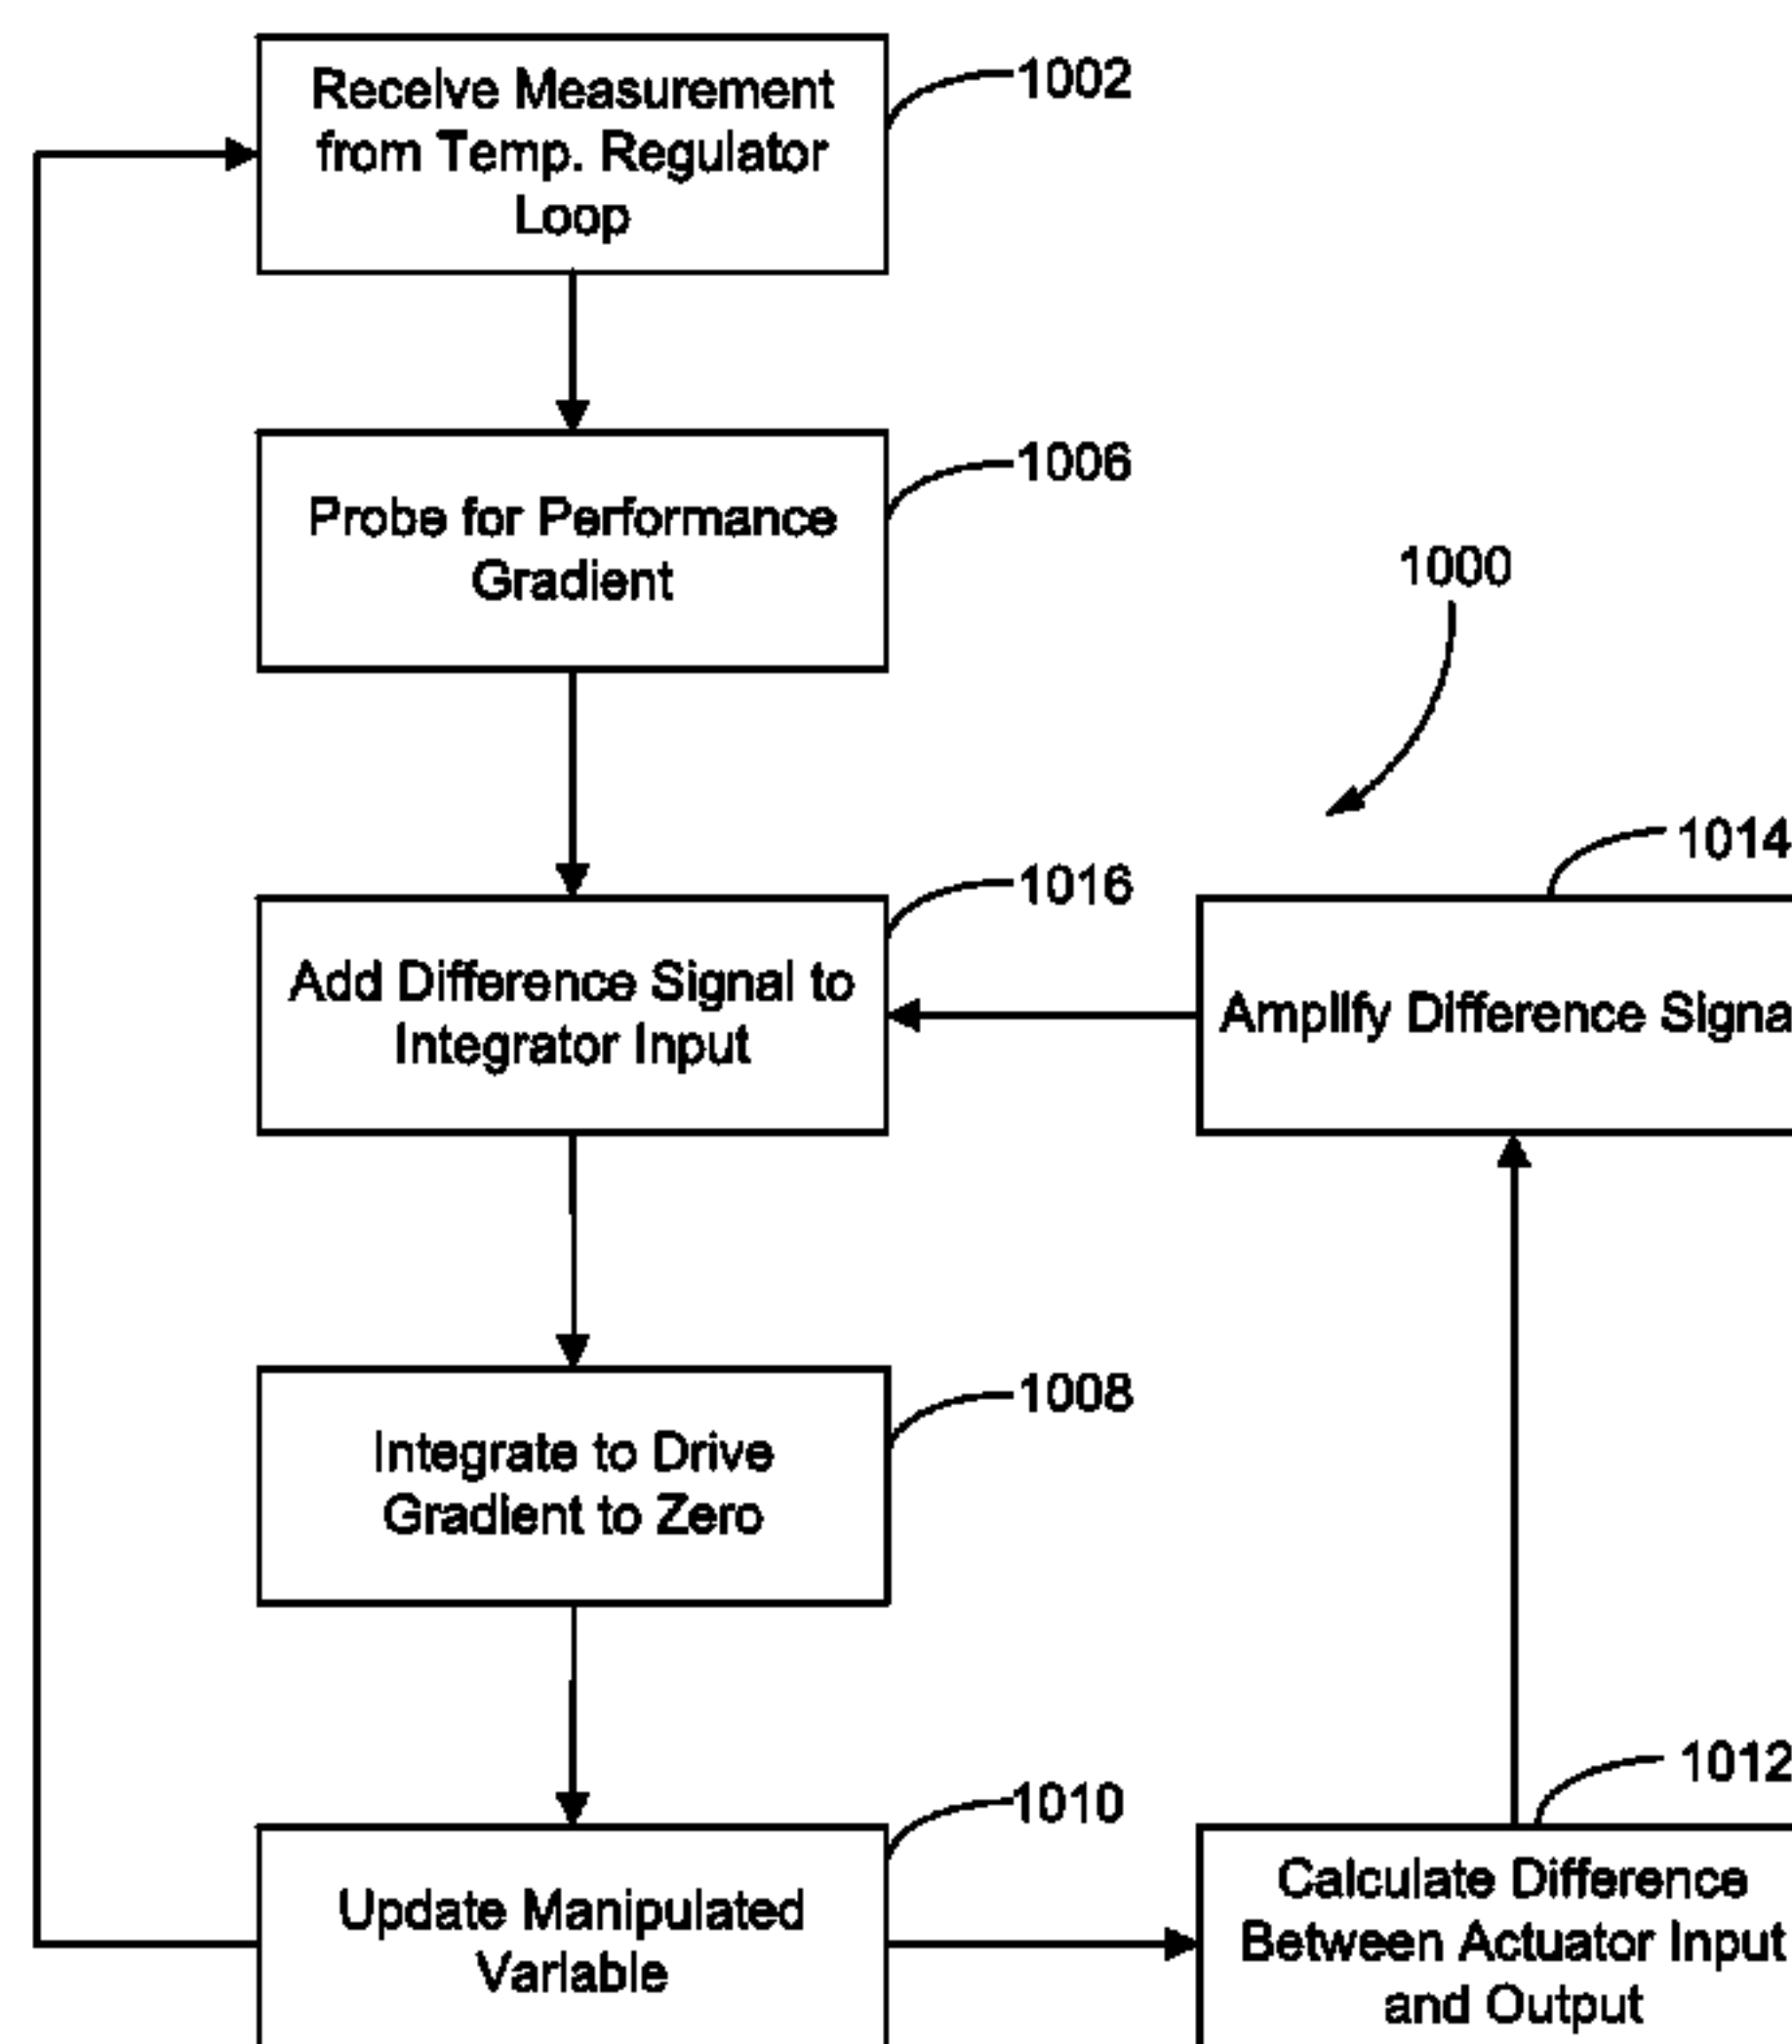 Receive Measurement
from Temp. Regulator
Loop
1002
Probe for Performance
Gradient
1006
1000
1014
Add Difference Signal to
Integrator Input
1016
Amplify Difference Signa
Integrate to Drive
Gradient to Zero
1008
Update Manipulated
Variable
1010
Calculate Difference
Between Actuator Input
and Output
1012